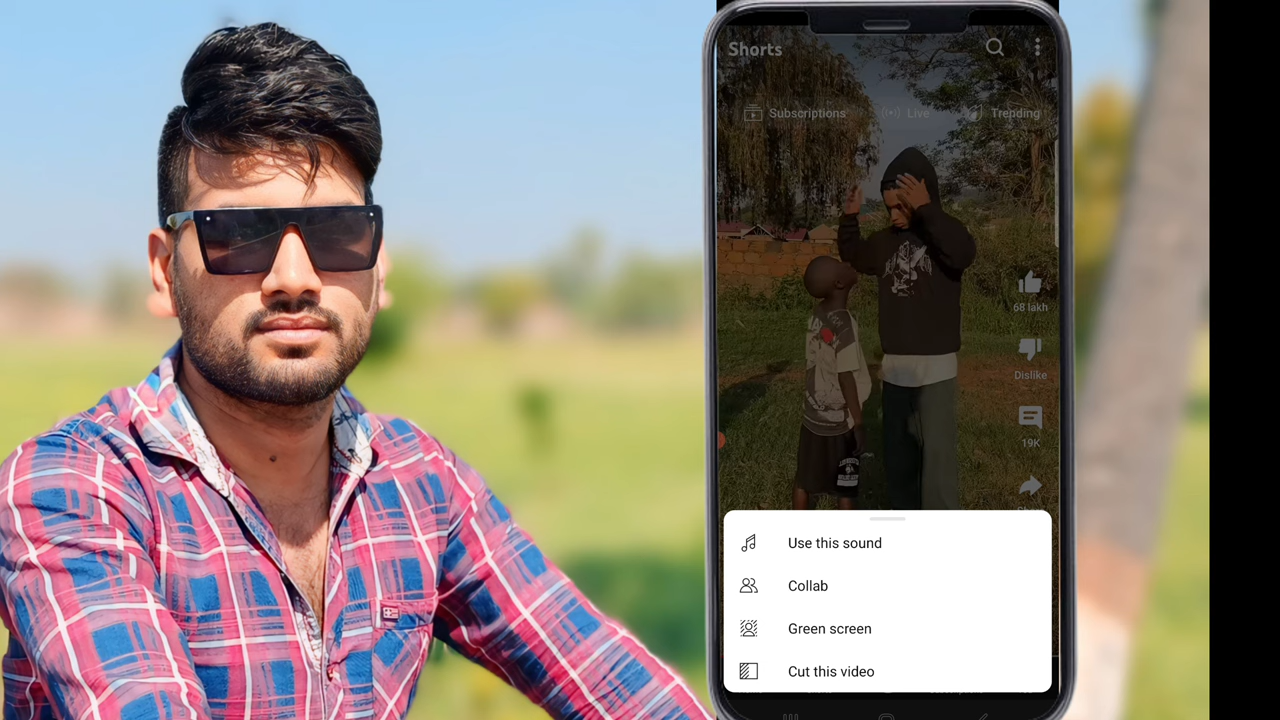 Shorts
Subscriptions
Live
Trending
68 lakh
Dislike
19K
Use this sound
Collab
Green screen
Cut this video